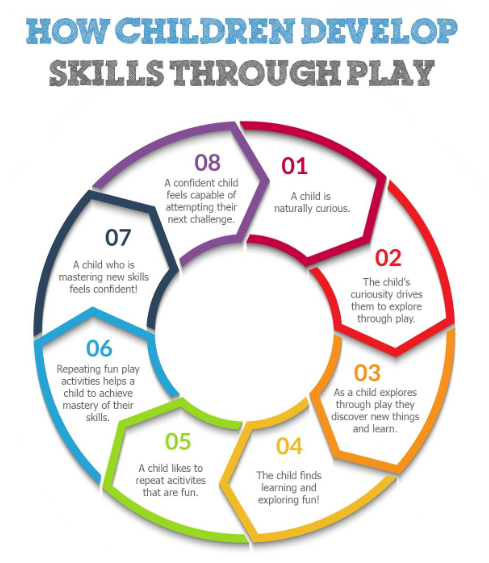 HOW CHILDREN DEVELOP
SKILLS THROUGH PLAY
01
A child is
naturally curious.
02
The child's
curiousity drives
them to explore
through play.
03
As a child explores
through play they
discover new things
and learn.
04
The child finds
learning and
exploring fun!
05
A child likes to
repeat acitivites
that are fun.
06
Repeating fun play
activities helps a
child to achieve
mastery of their
skills.
07
A child who is
mastering new skills
feels confident!
08
A confident child
feels capable of
attempting their
next challenge.